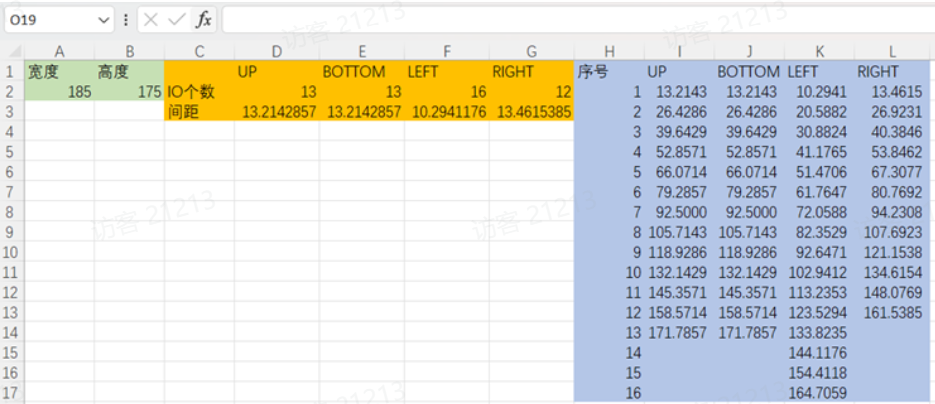 O19 fx
A B C D E F G H I J K L
1 宽度 高度 UP BOTTOM LEFT RIGHT 序号 UP BOTTOM LEFT RIGHT
2 185 175 IO个数 13 13 16 12 1 13.2143 13.2143 10.2941 13.4615
3 间距 13.2142857 13.2142857 10.2941176 13.4615385 2 26.4286 26.4286 20.5882 26.9231
4 3 39.6429 39.6429 30.8824 40.3846
5 4 52.8571 52.8571 41.1765 53.8462
6 5 66.0714 66.0714 51.4706 67.3077
7 6 79.2857 79.2857 61.7647 80.7692
8 7 92.5000 92.5000 72.0588 94.2308
9 8 105.7143 105.7143 82.3529 107.6923
10 9 118.9286 118.9286 92.6471 121.1538
11 10 132.1429 132.1429 102.9412 134.6154
12 11 145.3571 145.3571 113.2353 148.0769
13 12 158.5714 158.5714 123.5294 161.5385
14 13 171.7857 171.7857 133.8235
15 14 144.1176
16 15 154.4118
17 16 164.7059
访客 21213
访客 21213
访客 21213
访客 21213